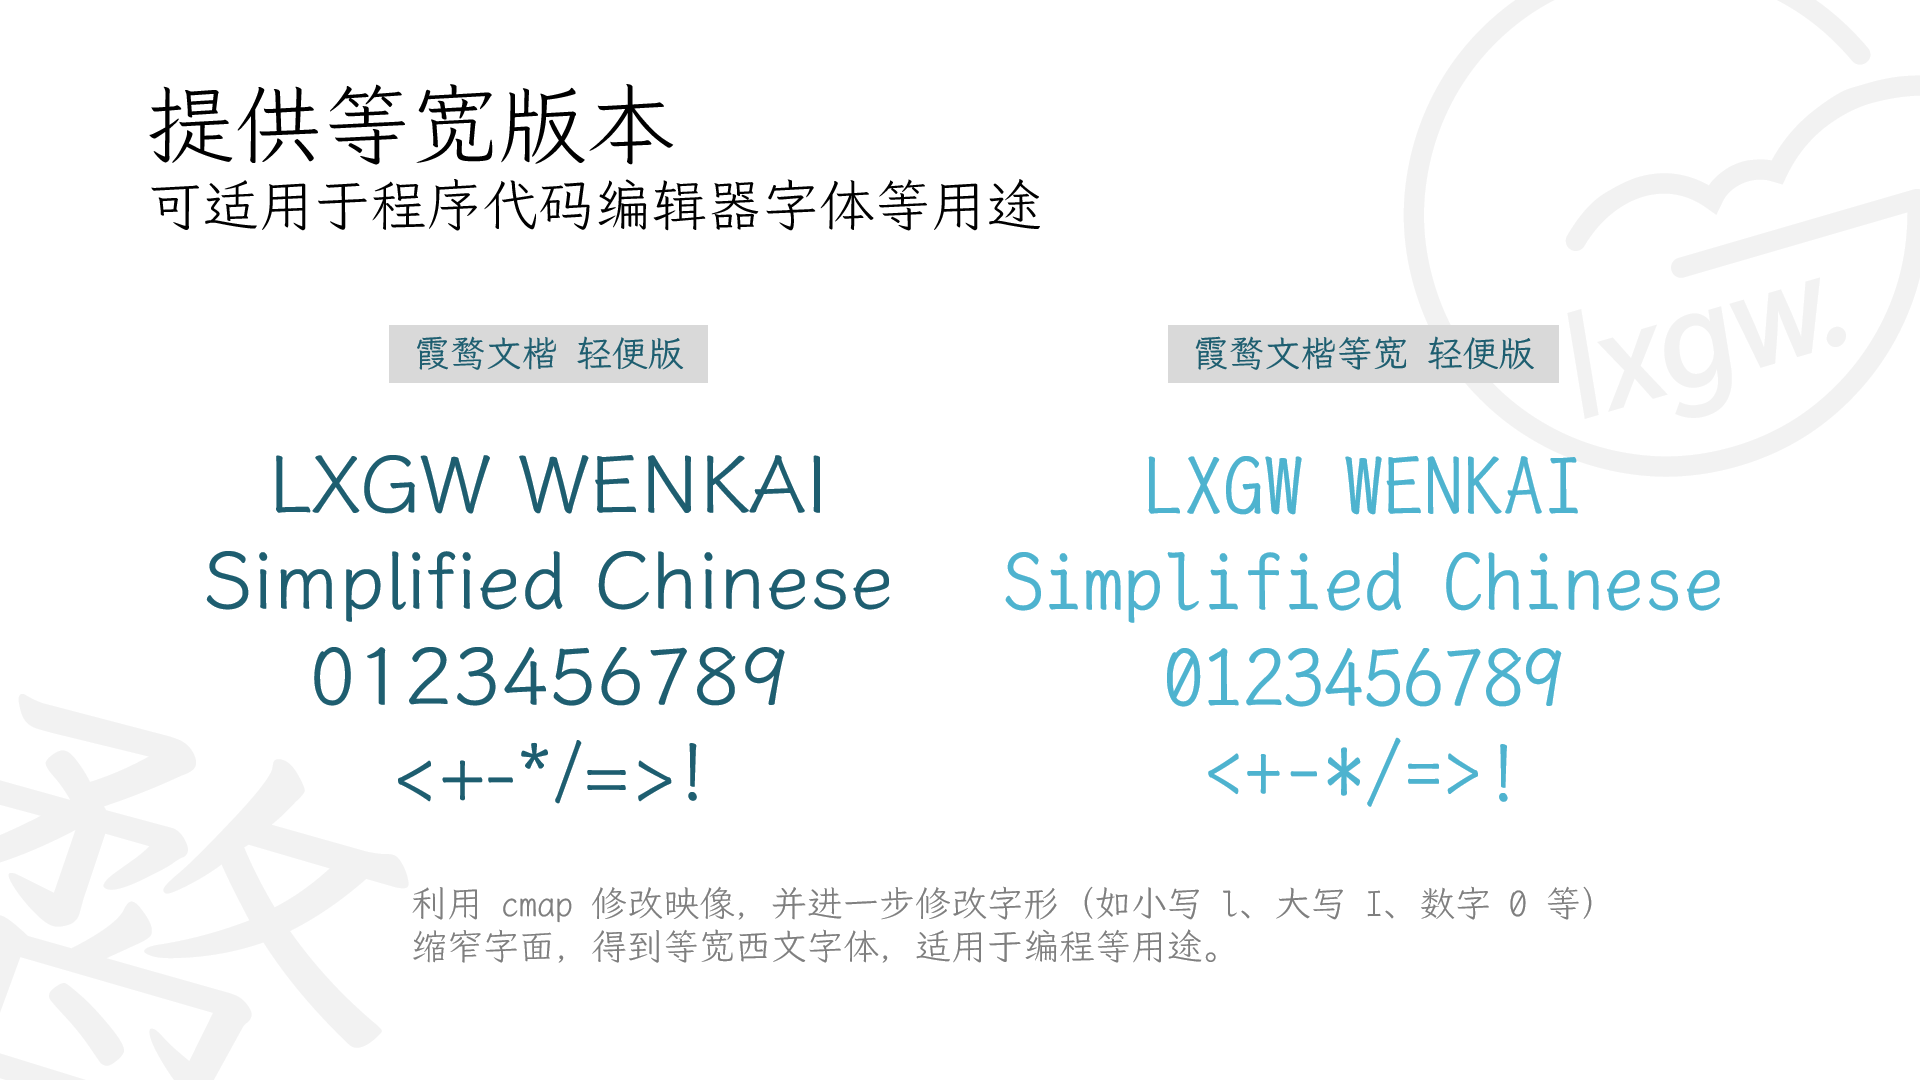 提供等宽版本
可适用于程序代码编辑器字体等用途
lxgw.
霞鹜文楷 轻便版
霞鹜文楷等宽 轻便版
LXGW WENKAI
Simplified Chinese
0123456789
<+-*/=>!
LXGW WENKAI
Simplified Chinese
0123456789
<+-*/=>!
利用 cmap 修改映像，并进一步修改字形（如小写 l、大写 I、数字 0 等）
缩窄字面，得到等宽西文字体，适用于编程等用途。